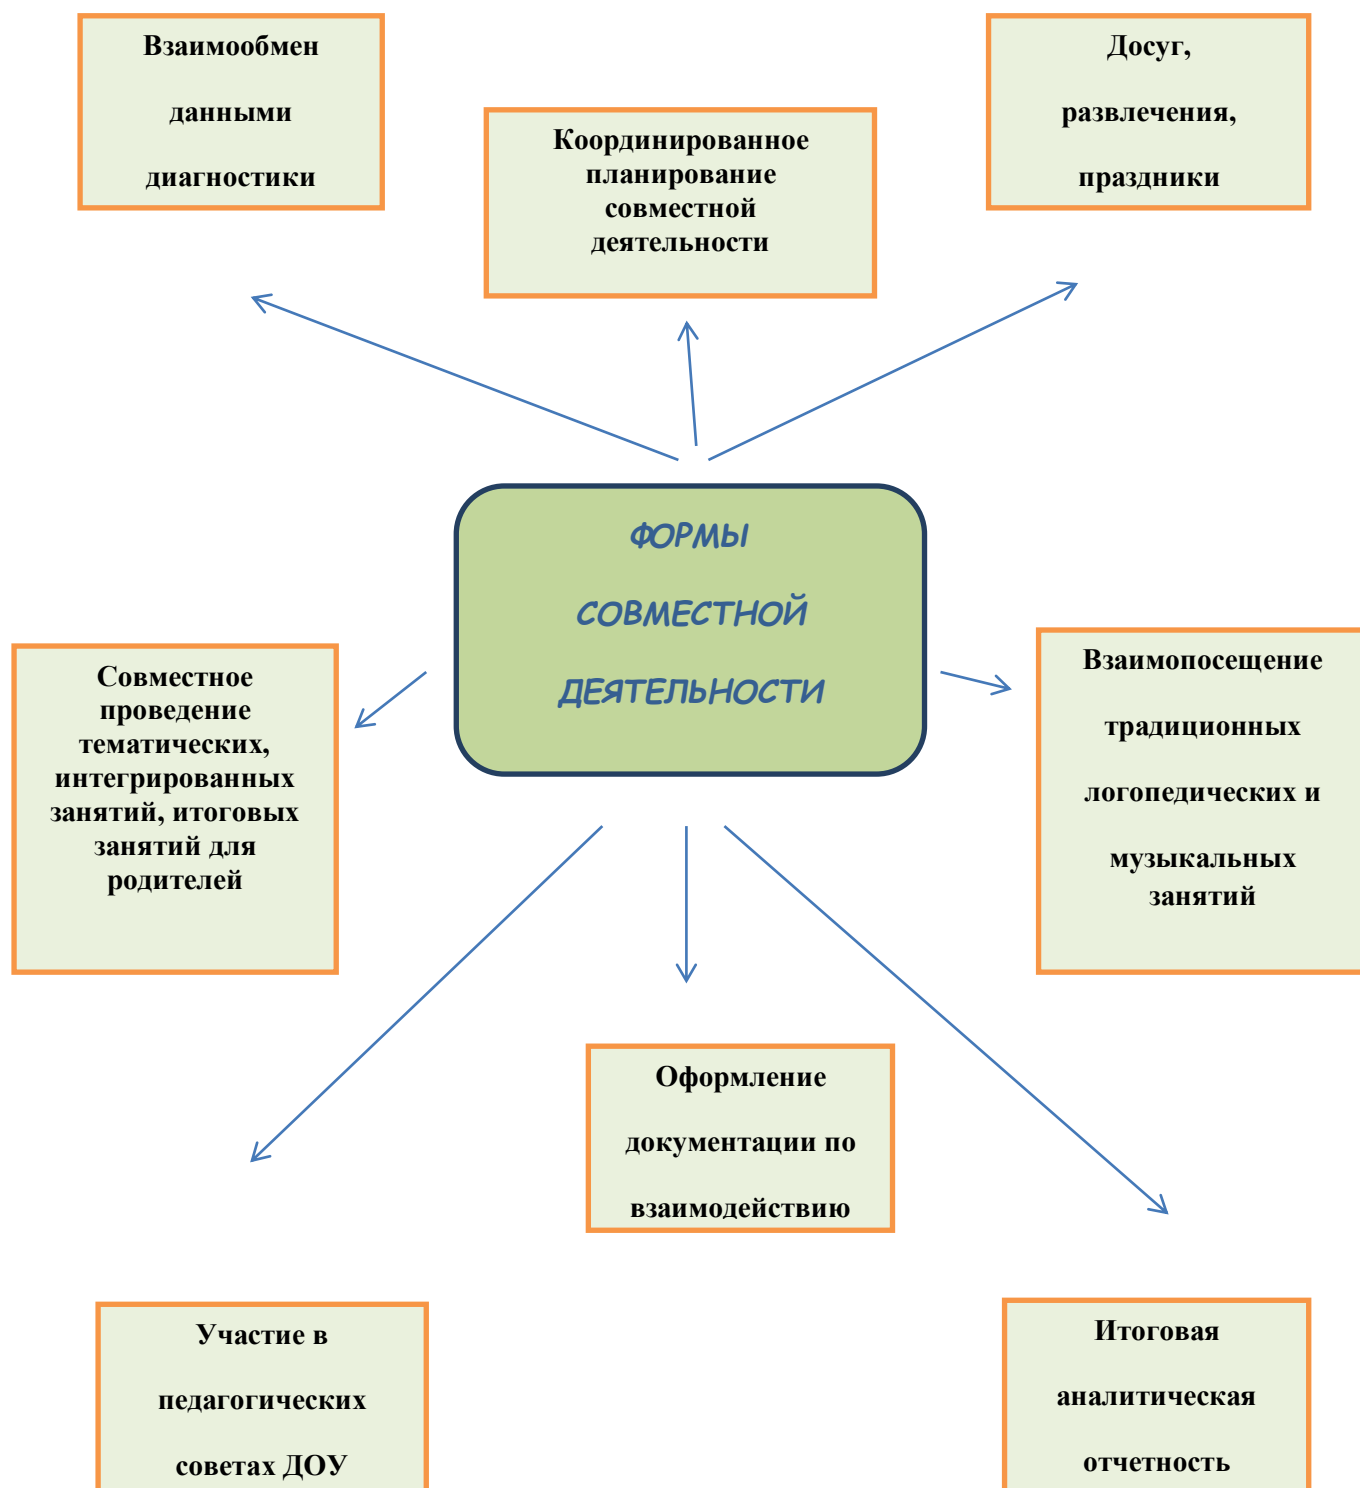 Взаимообмен
данными
диагностики
Координированное
планирование
совместной
деятельности
Досуг,
развлечения,
праздники
ФОРМЫ
СОВМЕСТНОЙ
ДЕЯТЕЛЬНОСТИ
Совместное
проведение
тематических,
интегрированных
занятий, итоговых
занятий для
родителей
Взаимопосещение
традиционных
логопедических и
музыкальных
занятий
Оформление
документации по
взаимодействию
Участие в
педагогических
советах ДОУ
Итоговая
аналитическая
отчетность